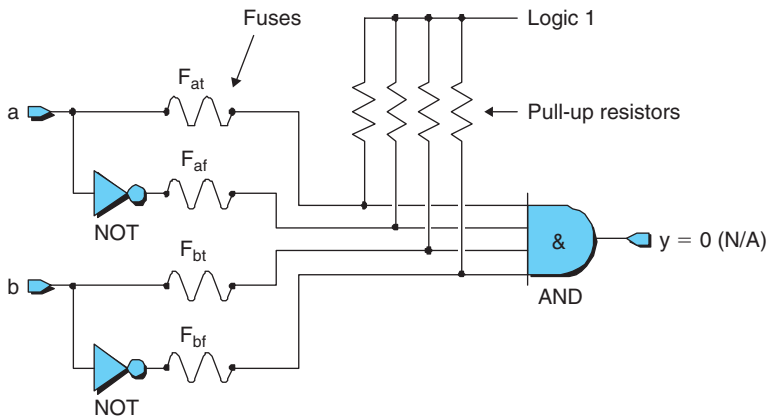 Fuses
Logic 1
F_at
a
Pull-up resistors
F_af
NOT
&
y = 0 (N/A)
F_bt
b
AND
F_bf
NOT